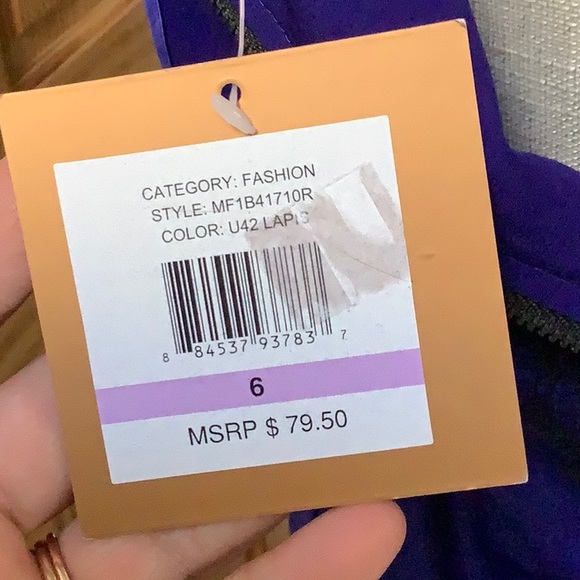 CATEGORY: FASHION
STYLE: MF1B41710R
COLOR: U42 LAPIS
8 84537 93783 7
6
MSRP $ 79.50